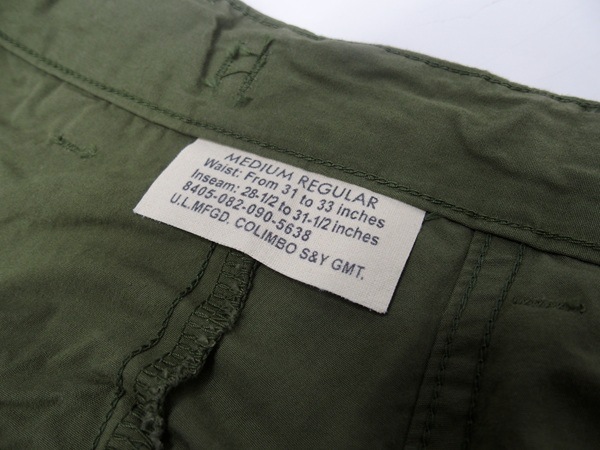 MEDIUM REGULAR
Waist: From 31 to 33 inches
Inseam: 28-1/2 to 31-1/2 inches
8405-082-090-5638
U.L.MFGD. COLIMBO S&Y GMT.